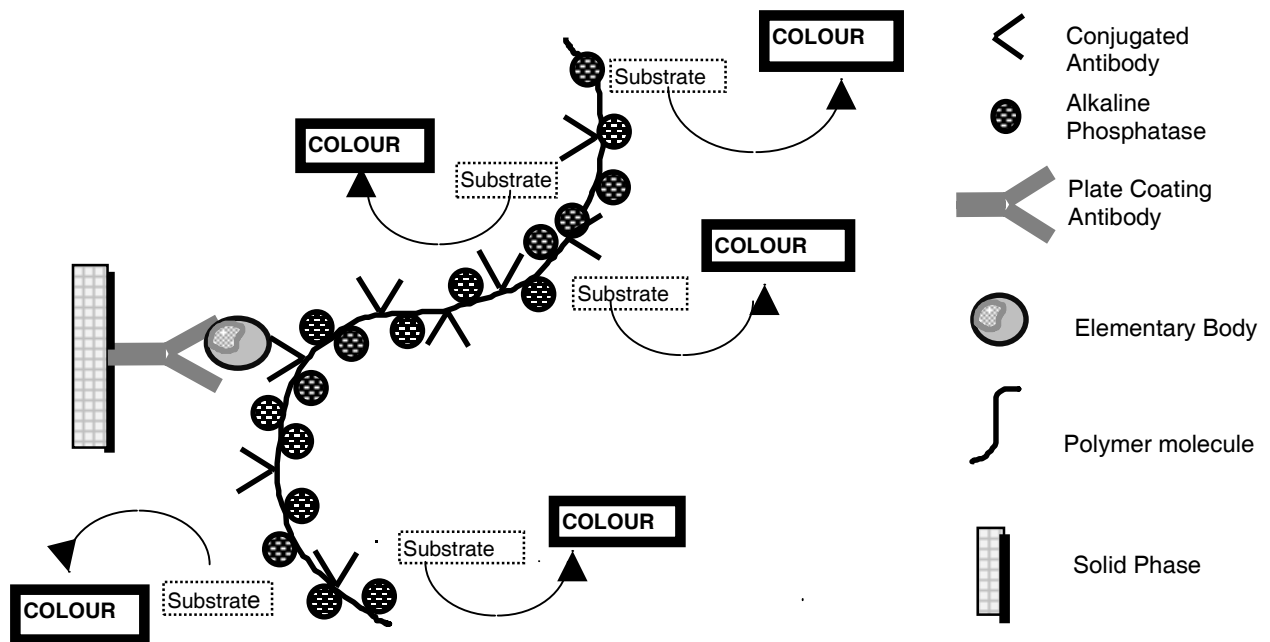 COLOUR
Substrate
COLOUR
Substrate
COLOUR
Substrate
COLOUR
Substrate
COLOUR
Substrate
Conjugated
Antibody
Alkaline
Phosphatase
Plate Coating
Antibody
Elementary Body
Polymer molecule
Solid Phase